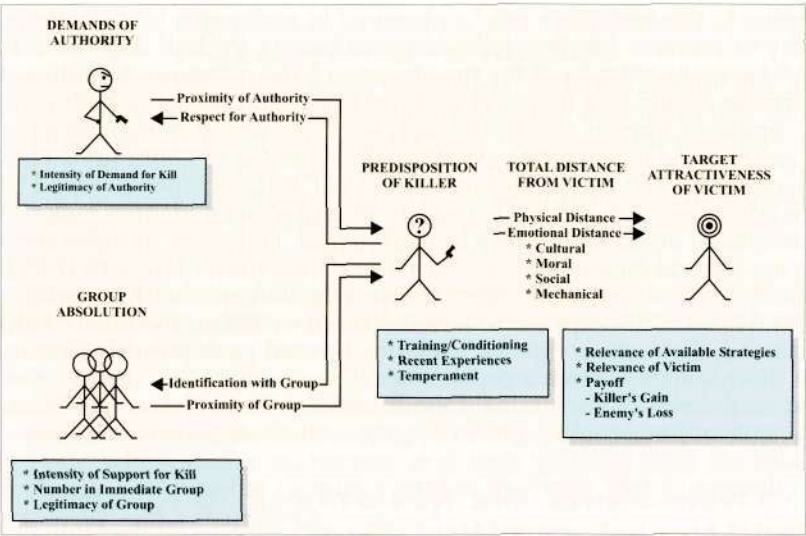 DEMANDS OF
AUTHORITY
Proximity of Authority
Respect for Authority
* Intensity of Demand for Kill
* Legitimacy of Authority
PREDISPOSITION
OF KILLER
?
* Training/Conditioning
* Recent Experiences
* Temperament
TOTAL DISTANCE
FROM VICTIM
Physical Distance
Emotional Distance
* Cultural
* Moral
* Social
* Mechanical
TARGET
ATTRACTIVENESS
OF VICTIM
* Relevance of Available Strategies
* Relevance of Victim
* Payoff
- Killer's Gain
- Enemy's Loss
GROUP
ABSOLUTION
Identification with Group
Proximity of Group
* Intensity of Support for Kill
* Number in Immediate Group
* Legitimacy of Group